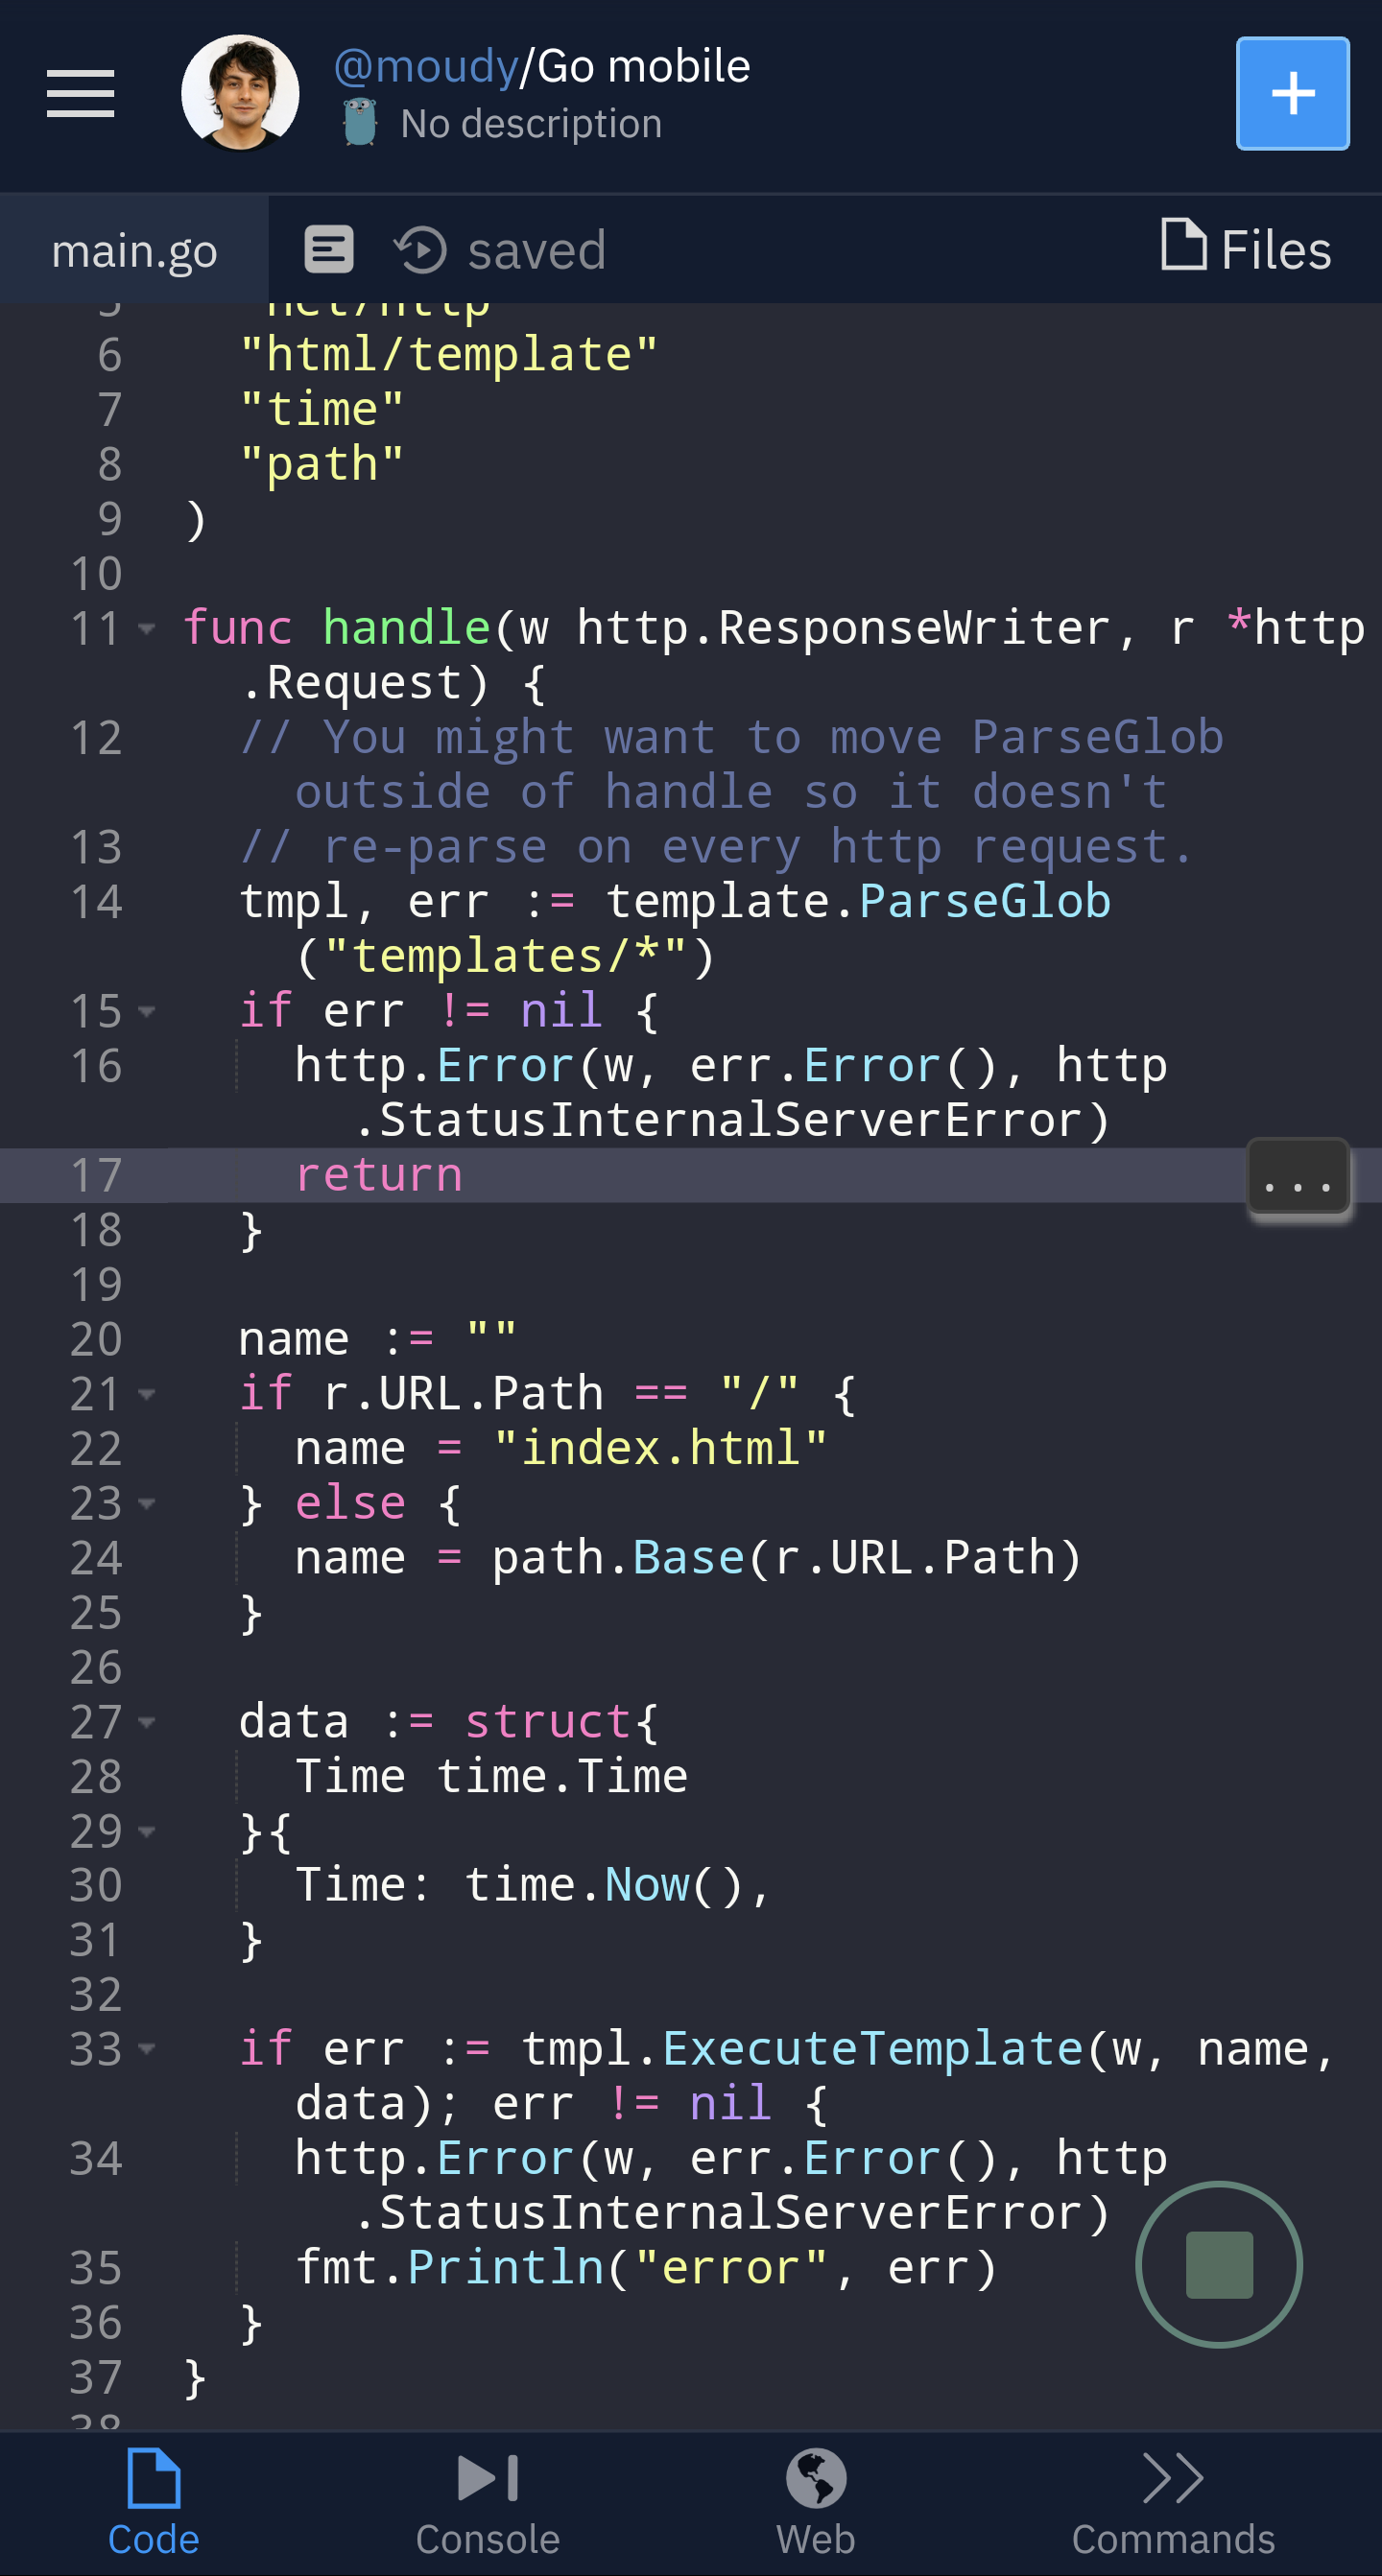 @moudy/Go mobile
No description
main.go
saved
Files
5 "net/http"
6 "html/template"
7 "time"
8 "path"
9 )
10
11 func handle(w http.ResponseWriter, r *http
.Request) {
12 // You might want to move ParseGlob
outside of handle so it doesn't
13 // re-parse on every http request.
14 tmpl, err := template.ParseGlob
("templates/*")
15 if err != nil {
16 http.Error(w, err.Error(), http
.StatusInternalServerError)
17 return
...
18 }
19
20 name := ""
21 if r.URL.Path == "/" {
22 name = "index.html"
23 } else {
24 name = path.Base(r.URL.Path)
25 }
26
27 data := struct{
28 Time time.Time
29 }{
30 Time: time.Now(),
31 }
32
33 if err := tmpl.ExecuteTemplate(w, name,
data); err != nil {
34 http.Error(w, err.Error(), http
.StatusInternalServerError)
35 fmt.Println("error", err)
36 }
37 }
38
Code
Console
Web
Commands